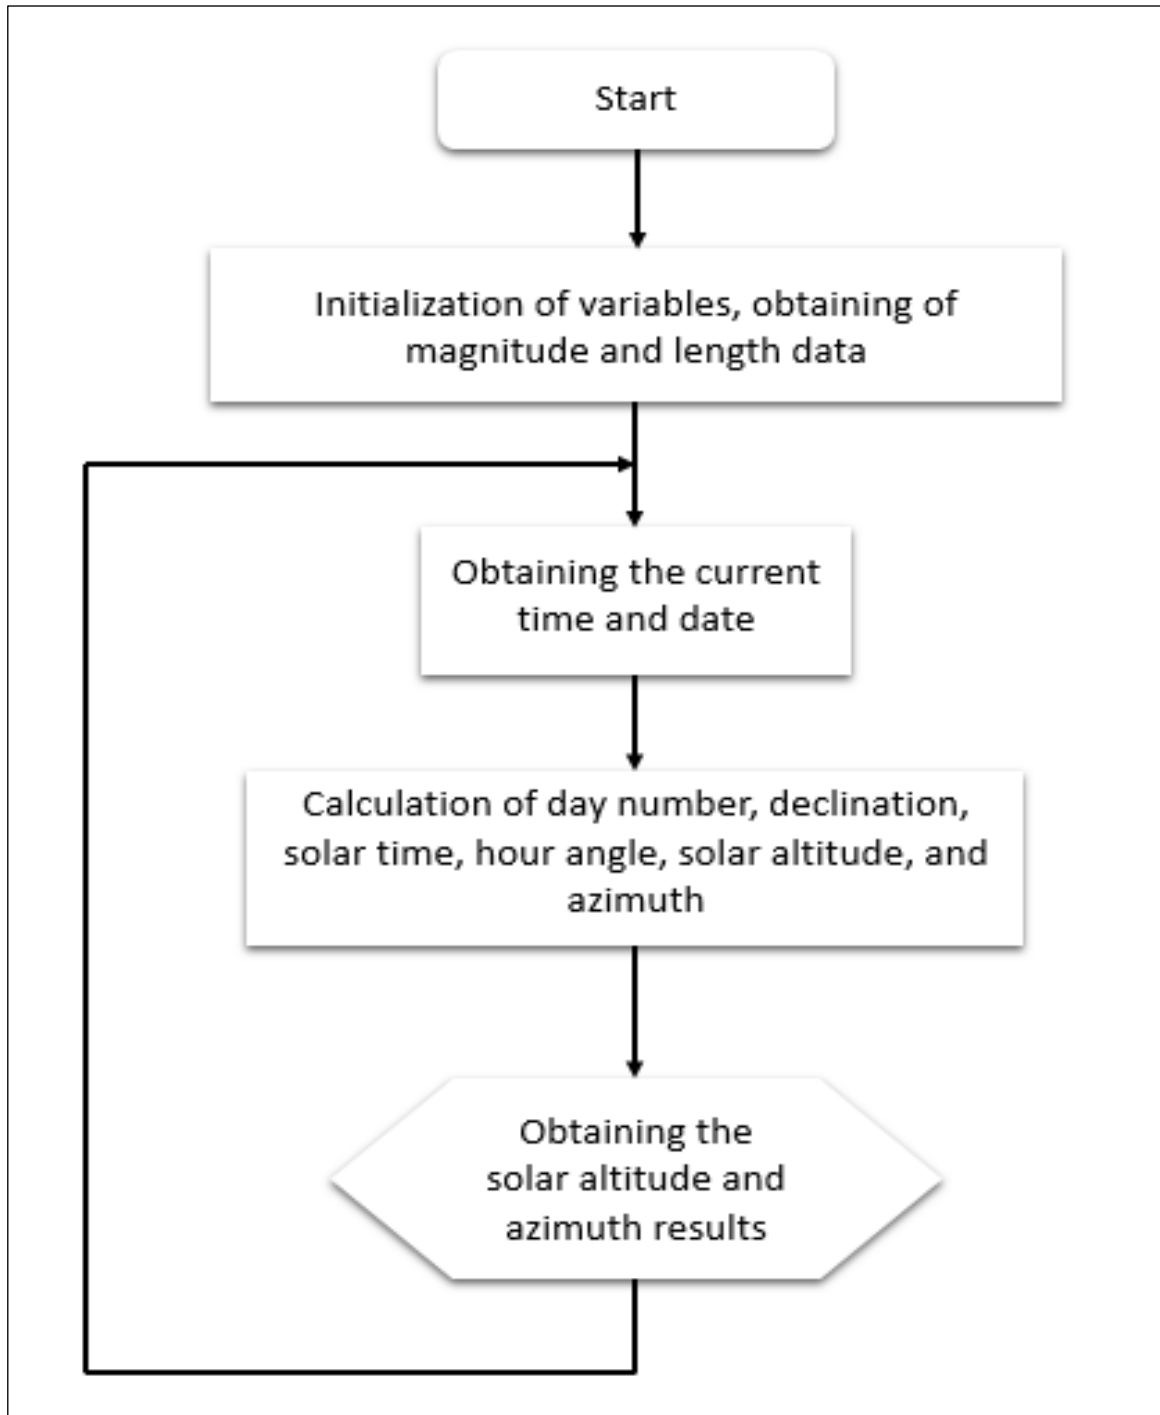 Start
Initialization of variables, obtaining of
magnitude and length data
Obtaining the current
time and date
Calculation of day number, declination,
solar time, hour angle, solar altitude, and
azimuth
Obtaining the
solar altitude and
azimuth results